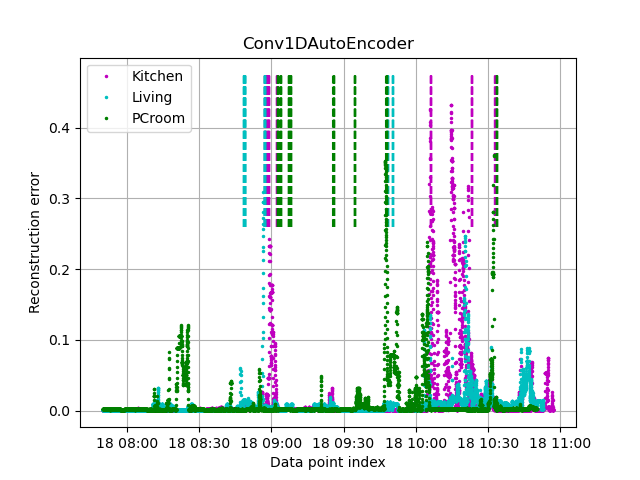 Conv1DAutoEncoder
Kitchen
Living
PCroom
Reconstruction error
0.4
0.3
0.2
0.1
0.0
18 08:00 18 08:30 18 09:00 18 09:30 18 10:00 18 10:30 18 11:00
Data point index